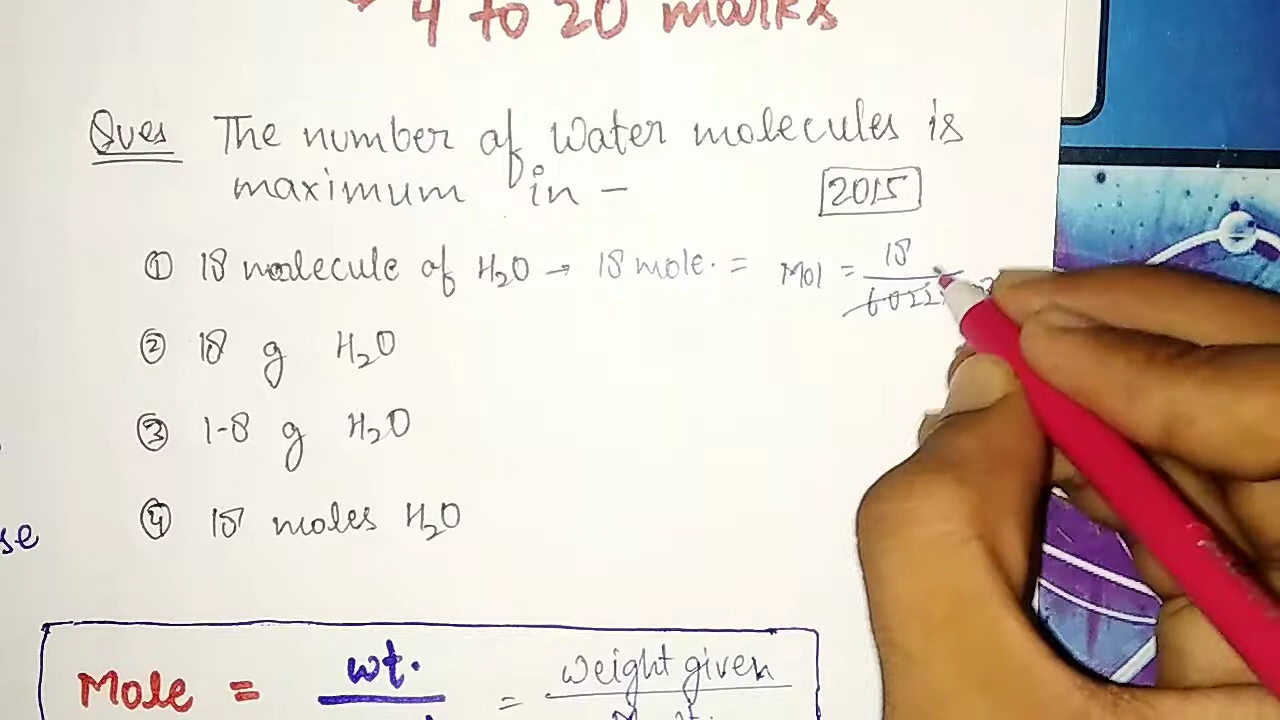 4 to 20 marks
Ques The number of water molecules is
maximum in - 2015
① 18 molecule of H₂O → 18 mole. = Mol = 18
② 18 g H₂O
③ 1-8 g H₂O
④ 18 moles H₂O
se
Mole = wt. = weight given